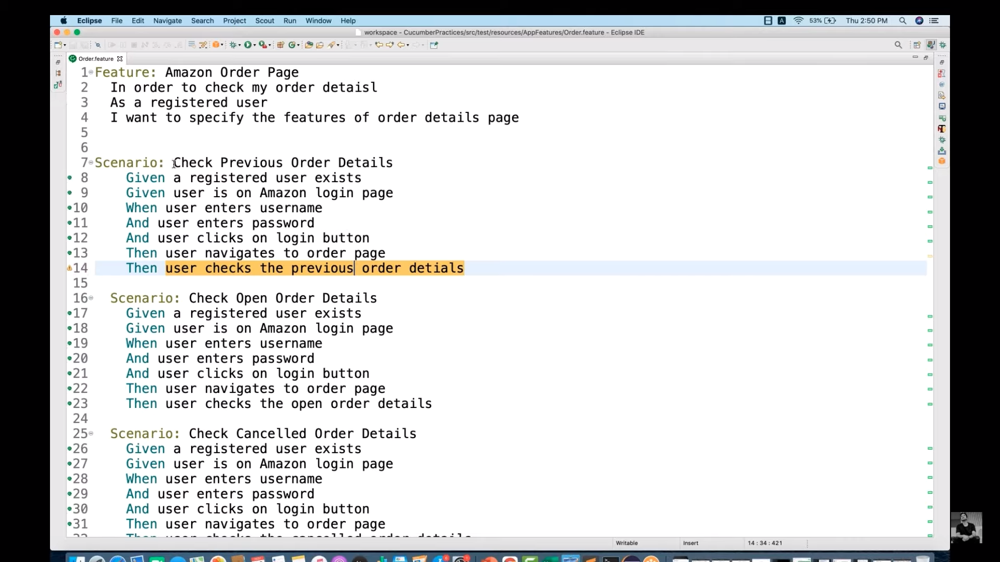 Eclipse File Edit Navigate Search Project Scout Run Window Help 53% Thu 2:50 PM
workspace - CucumberPractices/src/test/resources/AppFeatures/Order.feature - Eclipse IDE
Order.feature
1 Feature: Amazon Order Page
2 In order to check my order detaisl
3 As a registered user
4 I want to specify the features of order details page
5
6
7 Scenario: Check Previous Order Details
8 Given a registered user exists
9 Given user is on Amazon login page
10 When user enters username
11 And user enters password
12 And user clicks on login button
13 Then user navigates to order page
14 Then user checks the previous order detials
15
16 Scenario: Check Open Order Details
17 Given a registered user exists
18 Given user is on Amazon login page
19 When user enters username
20 And user enters password
21 And user clicks on login button
22 Then user navigates to order page
23 Then user checks the open order details
24
25 Scenario: Check Cancelled Order Details
26 Given a registered user exists
27 Given user is on Amazon login page
28 When user enters username
29 And user enters password
30 And user clicks on login button
31 Then user navigates to order page
32 Then user checks the cancelled order details
Writable Insert 14 : 34 : 421